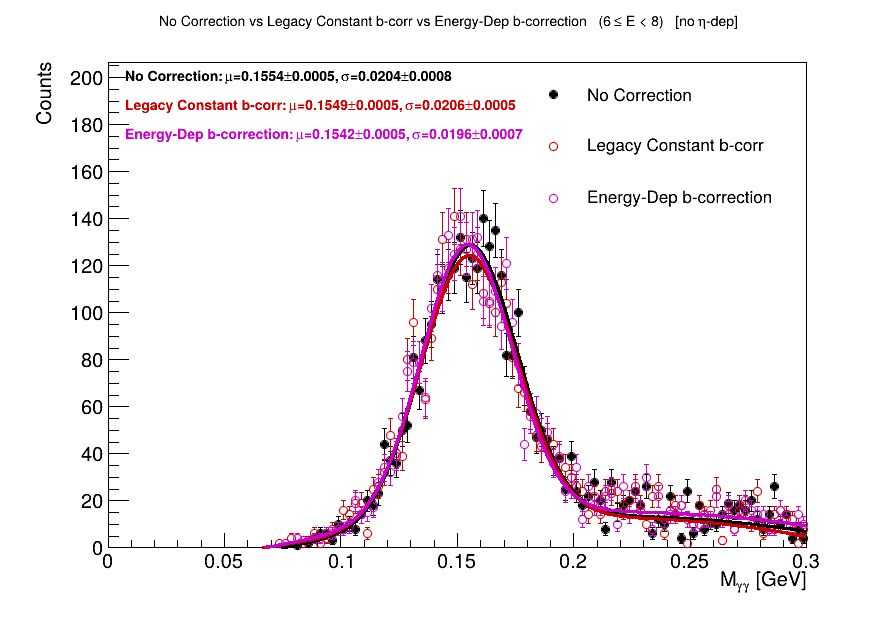 No Correction vs Legacy Constant b-corr vs Energy-Dep b-correction (6 ≤ E < 8) [no η-dep]
Counts
No Correction: μ=0.1554±0.0005, σ=0.0204±0.0008
Legacy Constant b-corr: μ=0.1549±0.0005, σ=0.0206±0.0005
Energy-Dep b-correction: μ=0.1542±0.0005, σ=0.0196±0.0007
No Correction
Legacy Constant b-corr
Energy-Dep b-correction
200
180
160
140
120
100
80
60
40
20
0
0 0.05 0.1 0.15 0.2 0.25 0.3
Mγγ [GeV]